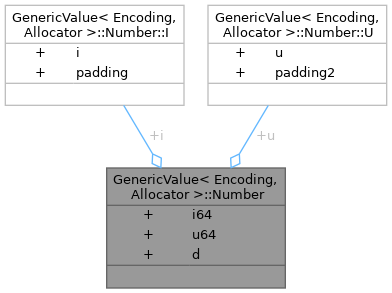 GenericValue< Encoding,
Allocator >::Number::I
+ i
+ padding
GenericValue< Encoding,
Allocator >::Number::U
+ u
+ padding2
+i
+u
GenericValue< Encoding,
Allocator >::Number
+ i64
+ u64
+ d